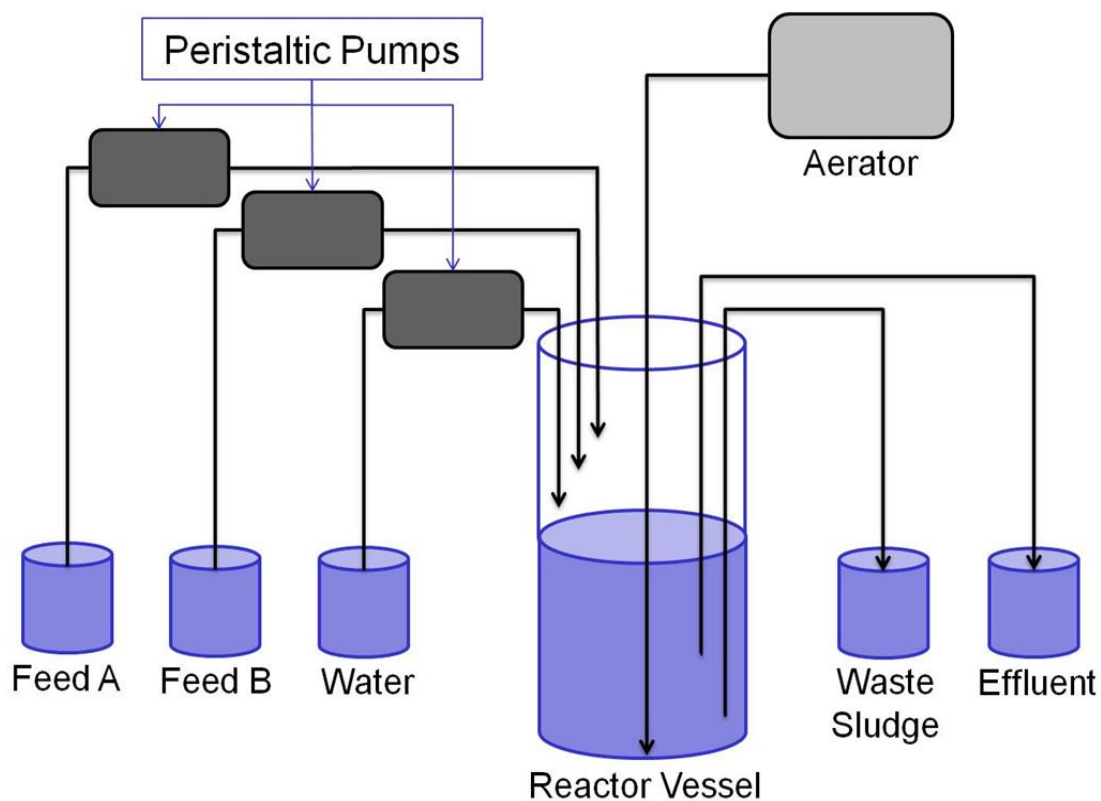 Peristaltic Pumps
Aerator
Feed A
Feed B
Water
Waste
Sludge
Effluent
Reactor Vessel